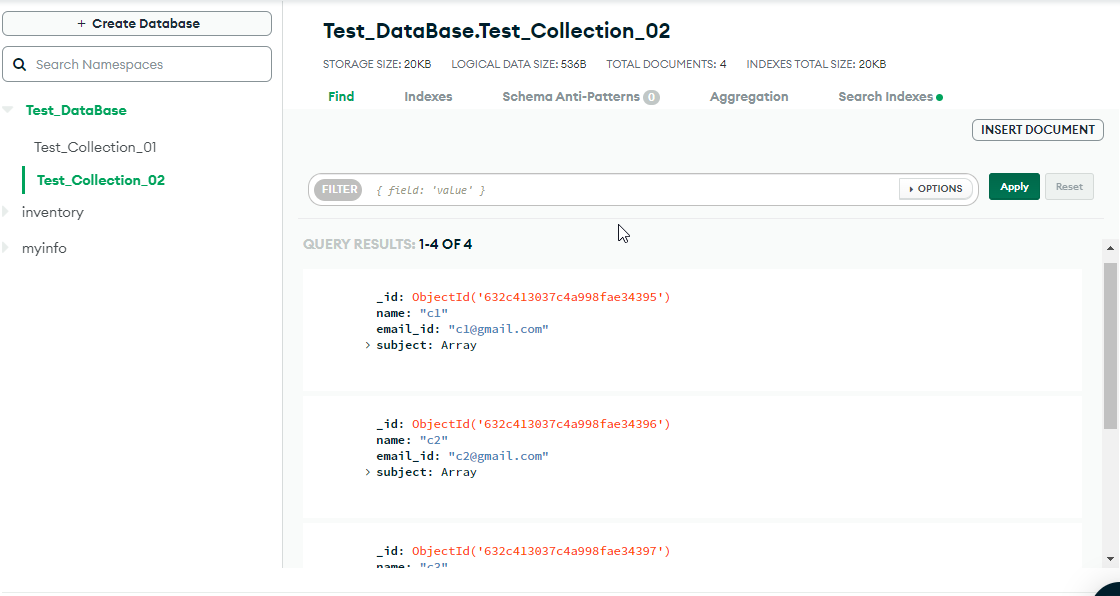 + Create Database
Search Namespaces
Test_DataBase
Test_Collection_01
Test_Collection_02
inventory
myinfo
Test_DataBase.Test_Collection_02
STORAGE SIZE: 20KB LOGICAL DATA SIZE: 536B TOTAL DOCUMENTS: 4 INDEXES TOTAL SIZE: 20KB
Find Indexes Schema Anti-Patterns 0 Aggregation Search Indexes
INSERT DOCUMENT
FILTER { field: 'value' } OPTIONS Apply Reset
QUERY RESULTS: 1-4 OF 4
_id: ObjectId('632c413037c4a998fae34395')
name: "c1"
email_id: "c1@gmail.com"
> subject: Array
_id: ObjectId('632c413037c4a998fae34396')
name: "c2"
email_id: "c2@gmail.com"
> subject: Array
_id: ObjectId('632c413037c4a998fae34397')
name: "c3"